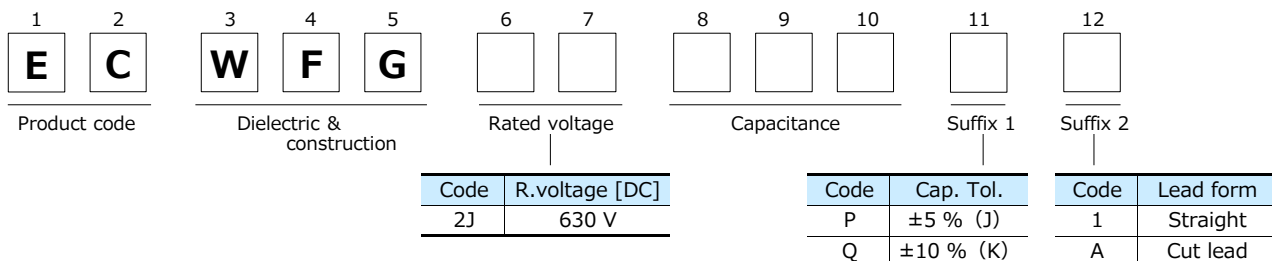 1 2 3 4 5 6 7 8 9 10 11 12
E C W F G
Product code Dielectric & Rated voltage Capacitance Suffix 1 Suffix 2
construction
Code R.voltage [DC] Code Cap. Tol. Code Lead form
2J 630 V P ±5 % (J) 1 Straight
Q ±10 % (K) A Cut lead